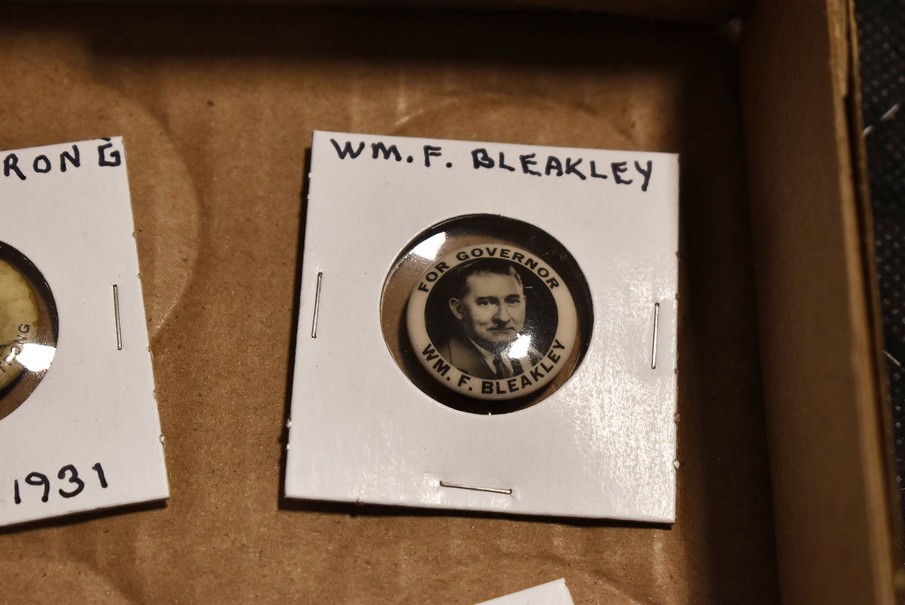 RONG
1931
WM. F. BLEAKLEY
FOR GOVERNOR
WM. F. BLEAKLEY